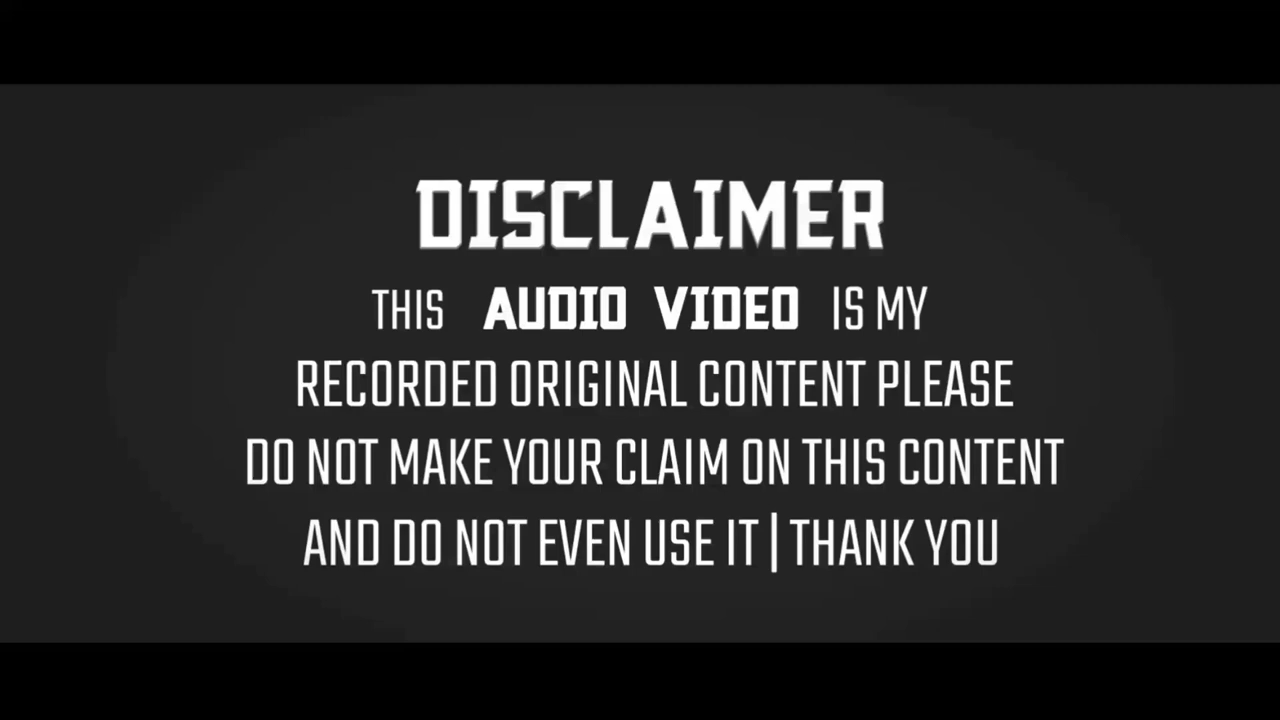 DISCLAIMER
THIS AUDIO VIDEO IS MY
RECORDED ORIGINAL CONTENT PLEASE
DO NOT MAKE YOUR CLAIM ON THIS CONTENT
AND DO NOT EVEN USE IT | THANK YOU